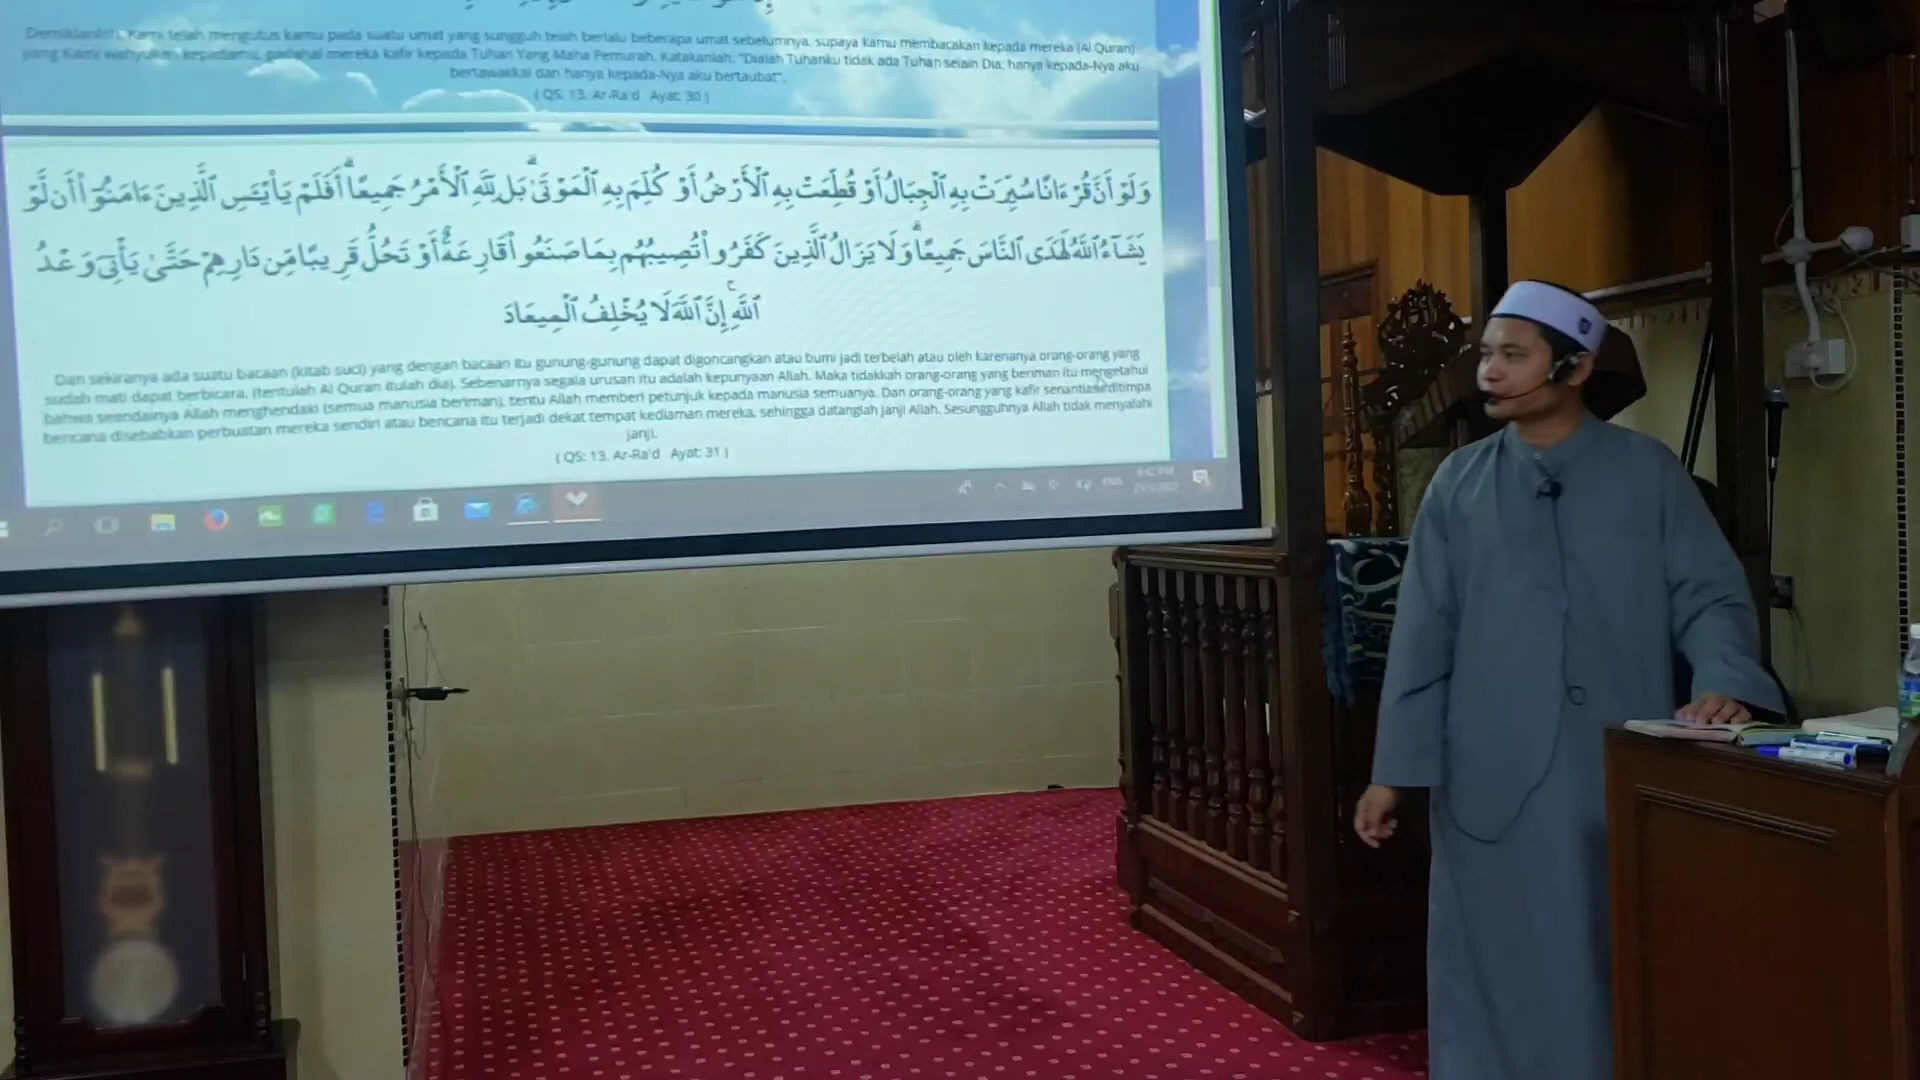 Demikianlah, Kami telah mengutus kamu pada suatu umat yang sungguh telah berlalu beberapa umat sebelumnya, supaya kamu membacakan kepada mereka (Al Quran)
yang Kami wahyukan kepadamu, padahal mereka kafir kepada Tuhan Yang Maha Pemurah. Katakanlah: "Dialah Tuhanku tidak ada Tuhan selain Dia; hanya kepada-Nya aku
bertawakkal dan hanya kepada-Nya aku bertaubat".
( QS: 13. Ar-Ra'd Ayat: 30 )
وَلَوْ أَنَّ قُرْءَانًا سُيِّرَتْ بِهِ ٱلْجِبَالُ أَوْ قُطِّعَتْ بِهِ ٱلْأَرْضُ أَوْ كُلِّمَ بِهِ ٱلْمَوْتَىٰ ۗ بَل لِّلَّهِ ٱلْأَمْرُ جَمِيعًا ۗ أَفَلَمْ يَا۟يْـَٔسِ ٱلَّذِينَ ءَامَنُوٓا۟ أَن لَّوْ
يَشَآءُ ٱللَّهُ لَهَدَى ٱلنَّاسَ جَمِيعًا ۗ وَلَا يَزَالُ ٱلَّذِينَ كَفَرُوا۟ تُصِيبُهُم بِمَا صَنَعُوا۟ قَارِعَةٌ أَوْ تَحُلُّ قَرِيبًا مِّن دَارِهِمْ حَتَّىٰ يَأْتِىَ وَعْدُ
ٱللَّهِ ۚ إِنَّ ٱللَّهَ لَا يُخْلِفُ ٱلْمِيعَادَ
Dan sekiranya ada suatu bacaan (kitab suci) yang dengan bacaan itu gunung-gunung dapat digoncangkan atau bumi jadi terbelah atau oleh karenanya orang-orang yang
sudah mati dapat berbicara, (tentulah Al Quran itulah dia). Sebenarnya segala urusan itu adalah kepunyaan Allah. Maka tidakkah orang-orang yang beriman itu mengetahui
bahwa seandainya Allah menghendaki (semua manusia beriman), tentu Allah memberi petunjuk kepada manusia semuanya. Dan orang-orang yang kafir senantiasa ditimpa
bencana disebabkan perbuatan mereka sendiri atau bencana itu terjadi dekat tempat kediaman mereka, sehingga datanglah janji Allah. Sesungguhnya Allah tidak menyalahi
janji.
( QS: 13. Ar-Ra'd Ayat: 31 )
ENG